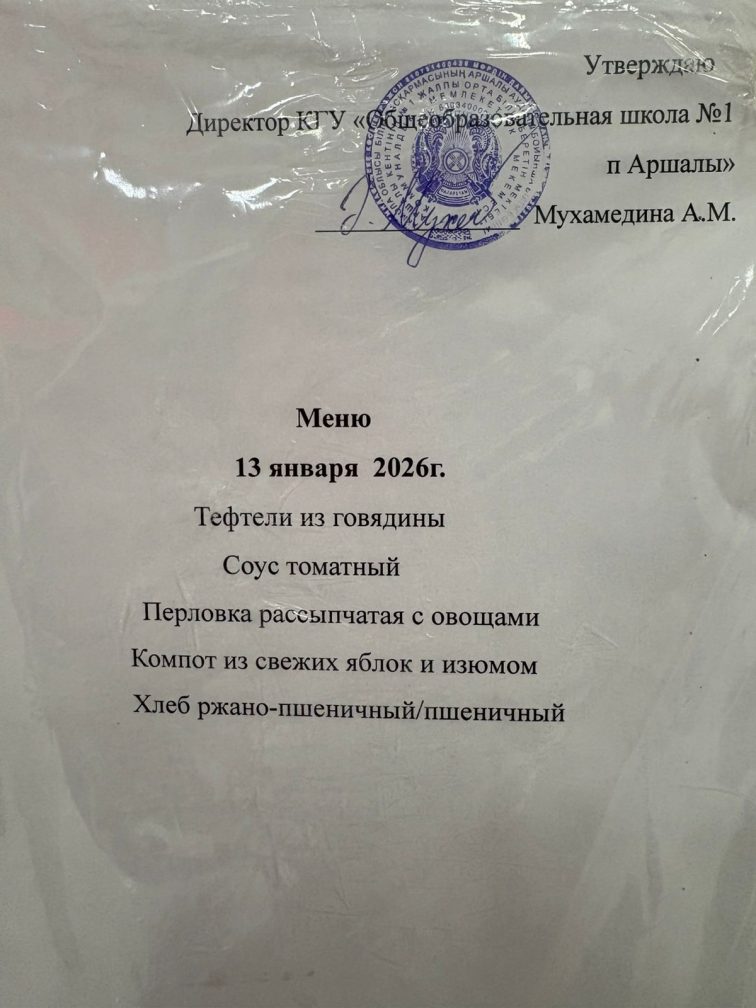 Утверждаю
Директор КГУ «Общеобразовательная школа №1
п Аршалы»
Мухамедина А.М.
Меню
13 января 2026г.
Тефтели из говядины
Соус томатный
Перловка рассыпчатая с овощами
Компот из свежих яблок и изюмом
Хлеб ржано-пшеничный/пшеничный